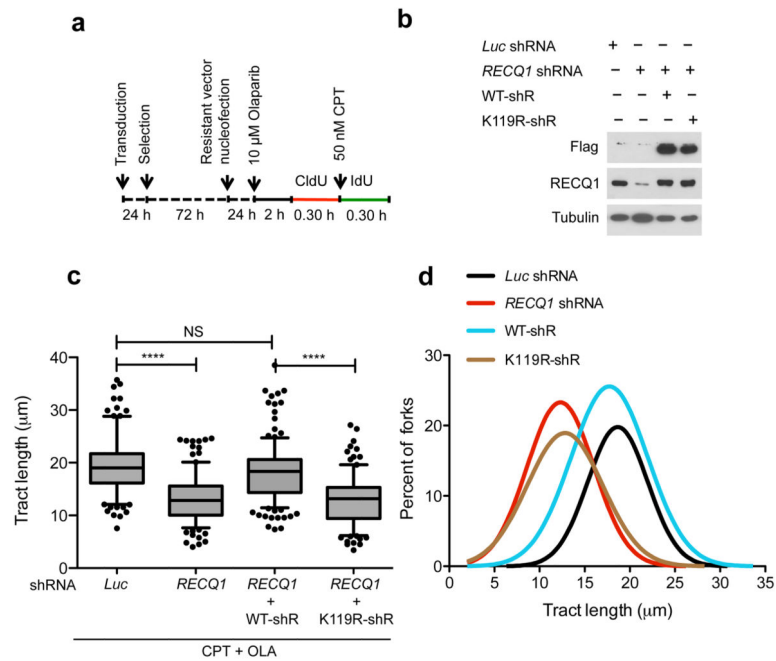 a
Transduction
Selection
Resistant vector
nucleofection
10 µM Olaparib
50 nM CPT
CldU
IdU
24 h
72 h
24 h
2 h
0.30 h
0.30 h
b
Luc shRNA + – – –
RECQ1 shRNA – + + +
WT-shR – – + –
K119R-shR – – – +
Flag
RECQ1
Tubulin
c
NS
****
****
Tract length (µm)
40
30
20
10
0
shRNA
Luc
RECQ1
RECQ1
+
WT-shR
RECQ1
+
K119R-shR
CPT + OLA
d
Luc shRNA
RECQ1 shRNA
WT-shR
K119R-shR
Percent of forks
30
20
10
0
0 5 10 15 20 25 30 35
Tract length (µm)